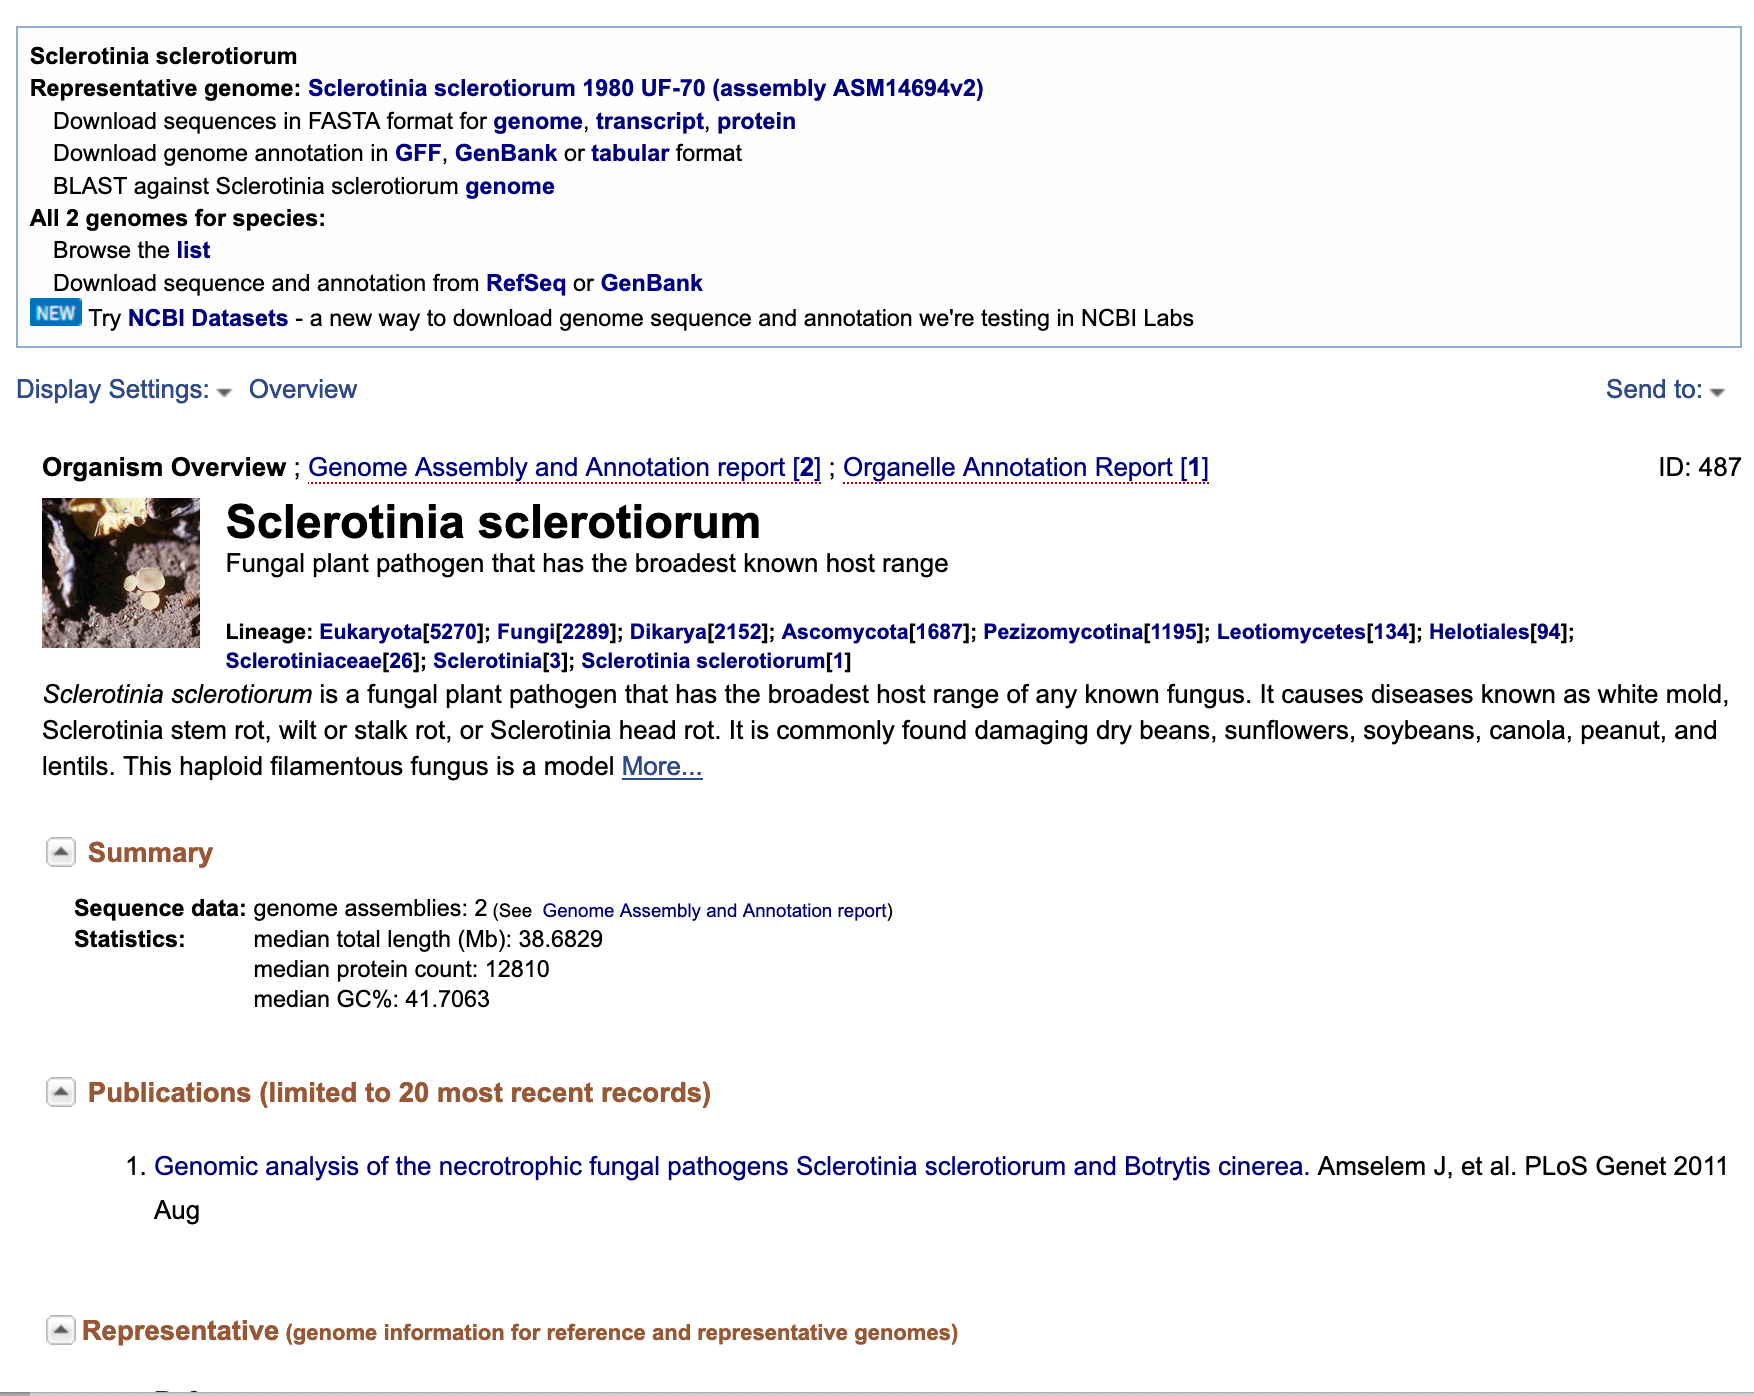 Sclerotinia sclerotiorum
Representative genome: Sclerotinia sclerotiorum 1980 UF-70 (assembly ASM14694v2)
Download sequences in FASTA format for genome, transcript, protein
Download genome annotation in GFF, GenBank or tabular format
BLAST against Sclerotinia sclerotiorum genome
All 2 genomes for species:
Browse the list
Download sequence and annotation from RefSeq or GenBank
NEW Try NCBI Datasets - a new way to download genome sequence and annotation we're testing in NCBI Labs
Display Settings: Overview Send to:
Organism Overview ; Genome Assembly and Annotation report [2] ; Organelle Annotation Report [1] ID: 487
Sclerotinia sclerotiorum
Fungal plant pathogen that has the broadest known host range
Lineage: Eukaryota[5270]; Fungi[2289]; Dikarya[2152]; Ascomycota[1687]; Pezizomycotina[1195]; Leotiomycetes[134]; Helotiales[94];
Sclerotiniaceae[26]; Sclerotinia[3]; Sclerotinia sclerotiorum[1]
Sclerotinia sclerotiorum is a fungal plant pathogen that has the broadest host range of any known fungus. It causes diseases known as white mold,
Sclerotinia stem rot, wilt or stalk rot, or Sclerotinia head rot. It is commonly found damaging dry beans, sunflowers, soybeans, canola, peanut, and
lentils. This haploid filamentous fungus is a model More...
Summary
Sequence data: genome assemblies: 2 (See Genome Assembly and Annotation report)
Statistics: median total length (Mb): 38.6829
median protein count: 12810
median GC%: 41.7063
Publications (limited to 20 most recent records)
1. Genomic analysis of the necrotrophic fungal pathogens Sclerotinia sclerotiorum and Botrytis cinerea. Amselem J, et al. PLoS Genet 2011
Aug
Representative (genome information for reference and representative genomes)